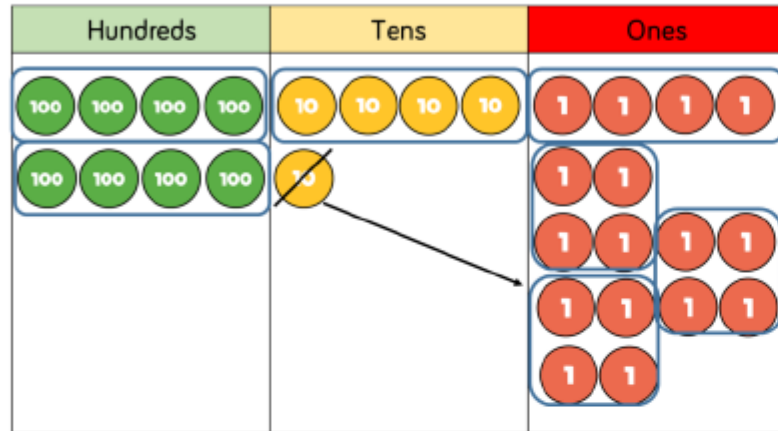 Hundreds Tens Ones
100 100 100 100 10 10 10 10 1 1 1 1
100 100 100 100 10 1 1
1 1 1 1
1 1 1 1
1 1